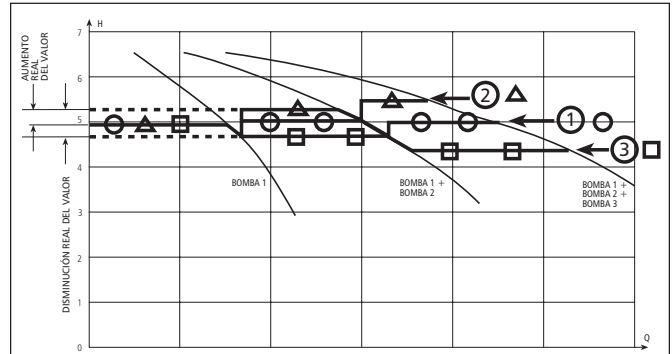 H
7
6
5
4
3
2
1
0
Q
AUMENTO
REAL
DEL VALOR
DISMINUCIÓN REAL DEL VALOR
2
1
3
BOMBA 1
BOMBA 1 +
BOMBA 2
BOMBA 1 +
BOMBA 2 +
BOMBA 3